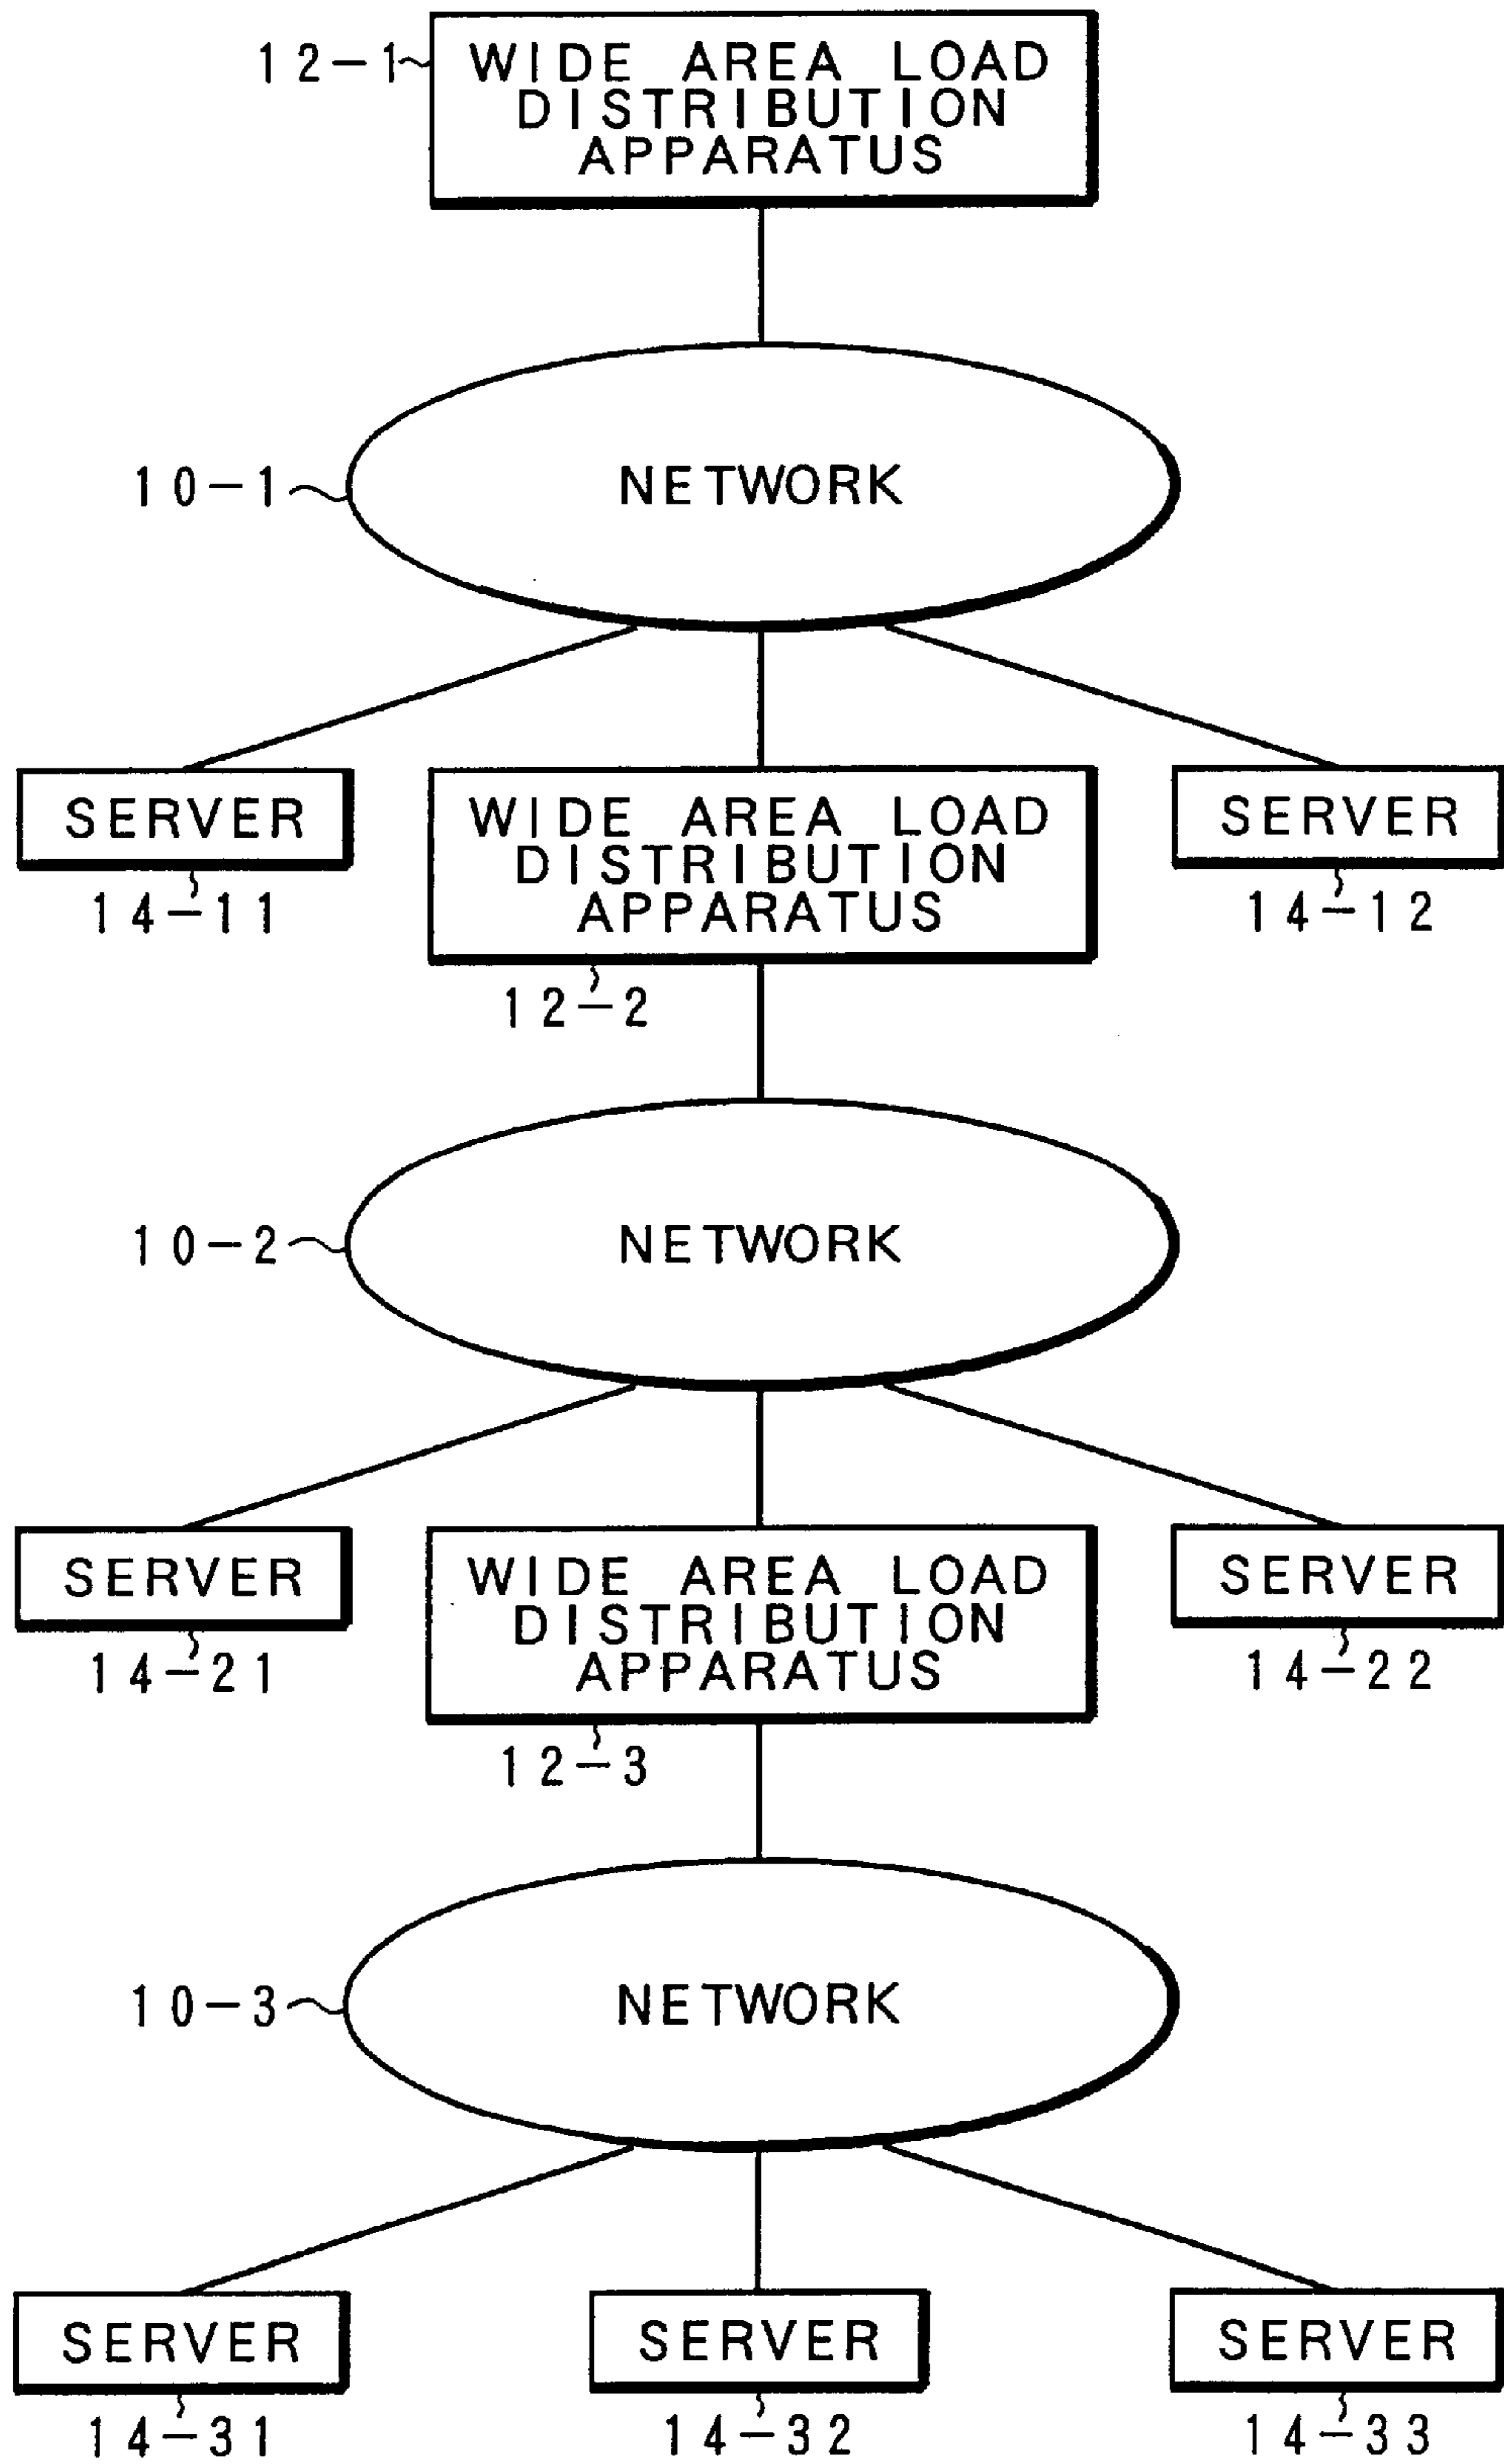 12-1
WIDE AREA LOAD
DISTRIBUTION
APPARATUS
10-1
NETWORK
SERVER
WIDE AREA LOAD
DISTRIBUTION
APPARATUS
SERVER
14-11
14-12
12-2
10-2
NETWORK
SERVER
WIDE AREA LOAD
DISTRIBUTION
APPARATUS
SERVER
14-21
14-22
12-3
10-3
NETWORK
SERVER
SERVER
SERVER
14-31
14-32
14-33